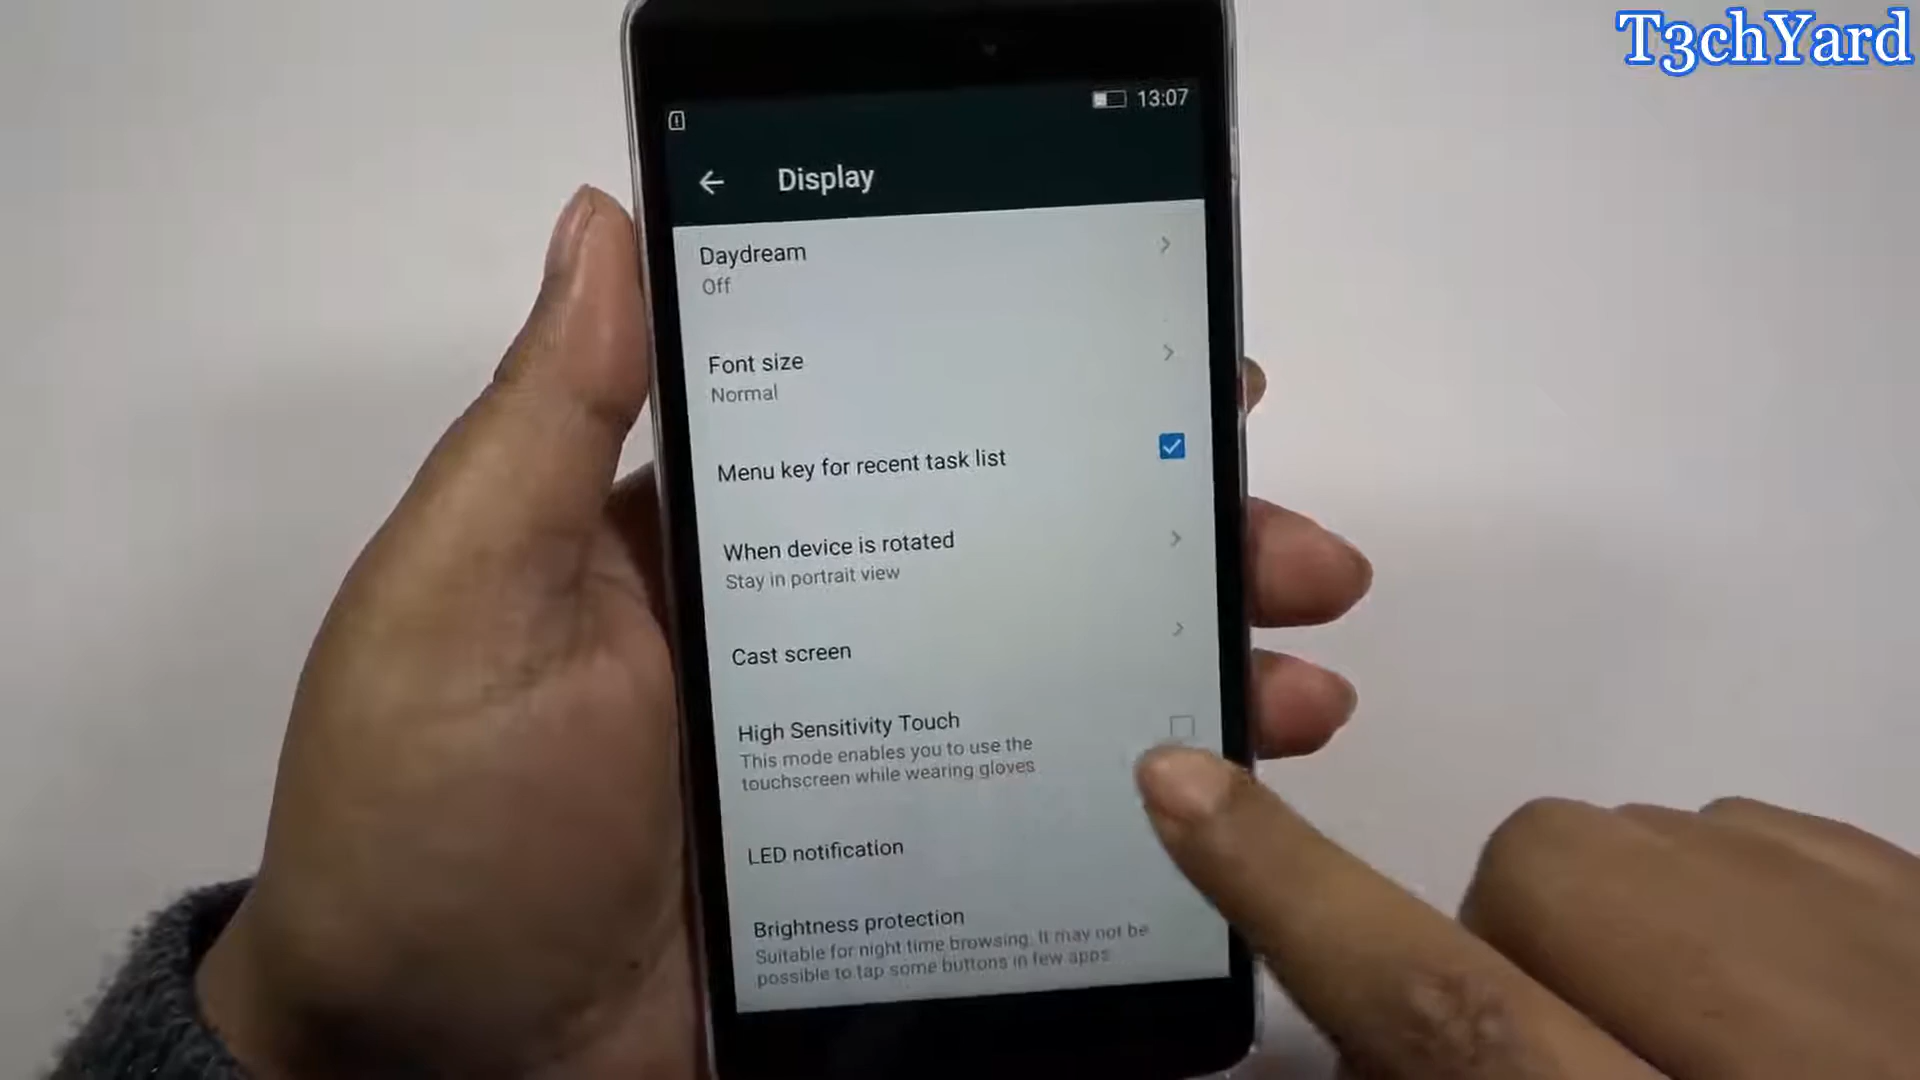 T3chYard
13:07
Display
Daydream
Off
Font size
Normal
Menu key for recent task list
When device is rotated
Stay in portrait view
Cast screen
High Sensitivity Touch
This mode enables you to use the
touchscreen while wearing gloves
LED notification
Brightness protection
Suitable for night time browsing. It may not be
possible to tap some buttons in few apps